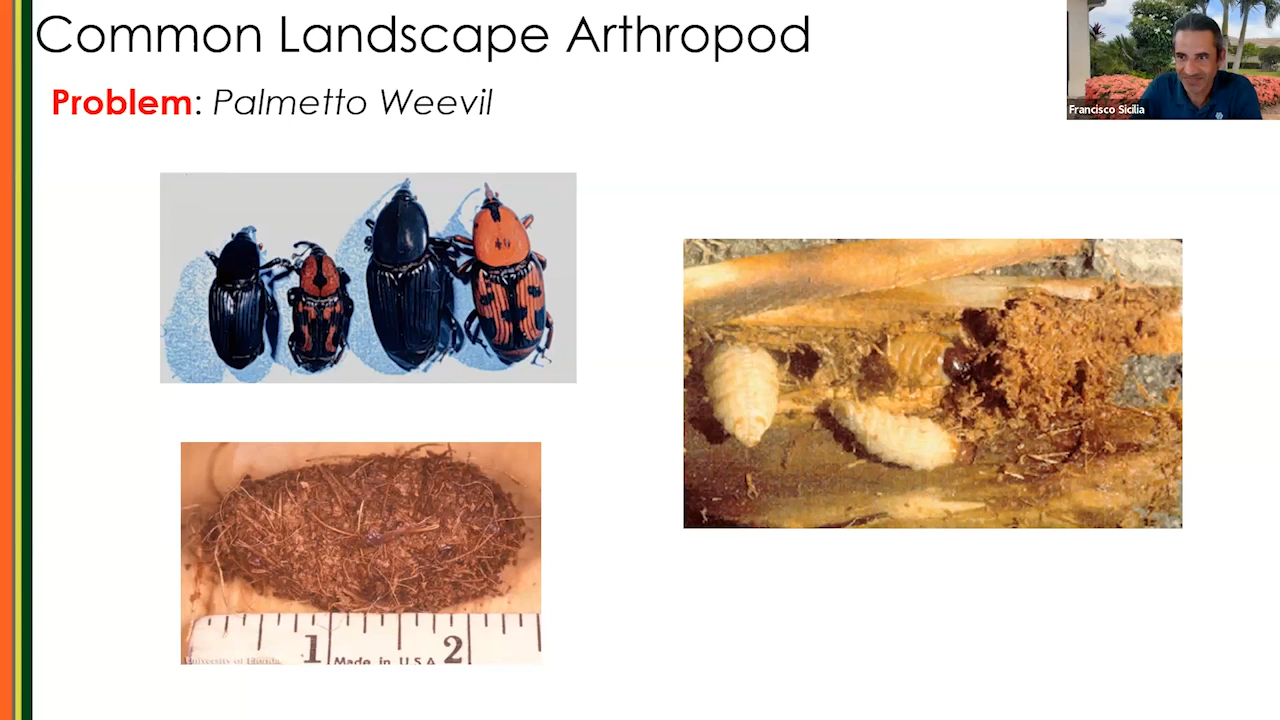 Common Landscape Arthropod
Problem: Palmetto Weevil
Francisco Sicilia
1 2
Made in U S A
University of Florida